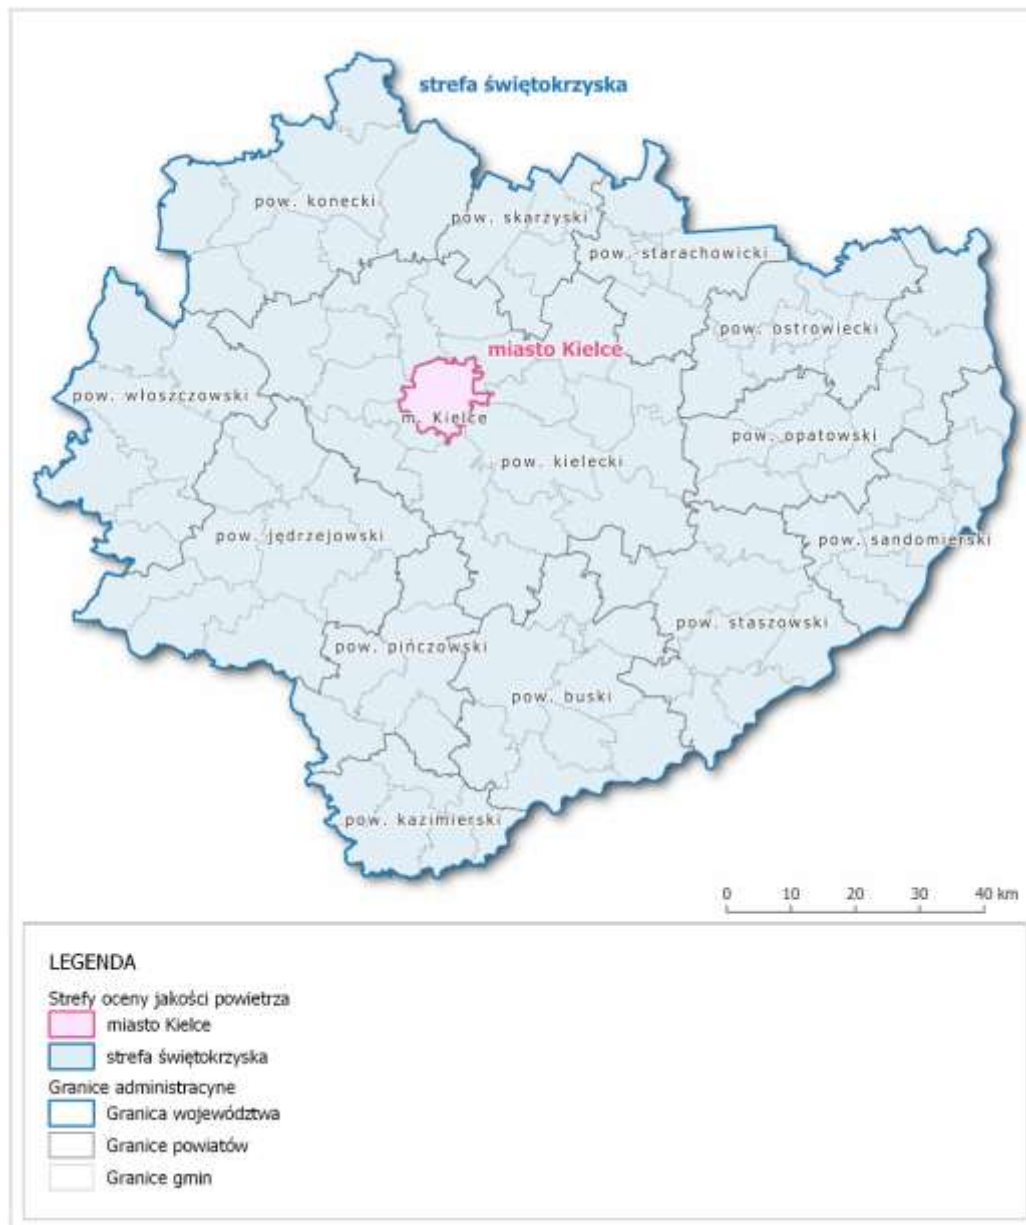 strefa świętokrzyska
pow. konecki
pow. skarżyski
pow. starachowicki
pow. ostrowiecki
miasto Kielce
pow. włoszczowski
m. Kielce
pow. opatowski
pow. kielecki
pow. jędrzejowski
pow. sandomierski
pow. staszowski
pow. pińczowski
pow. buski
pow. kazimierski
0 10 20 30 40 km
LEGENDA
Strefy oceny jakości powietrza
miasto Kielce
strefa świętokrzyska
Granice administracyjne
Granica województwa
Granice powiatów
Granice gmin